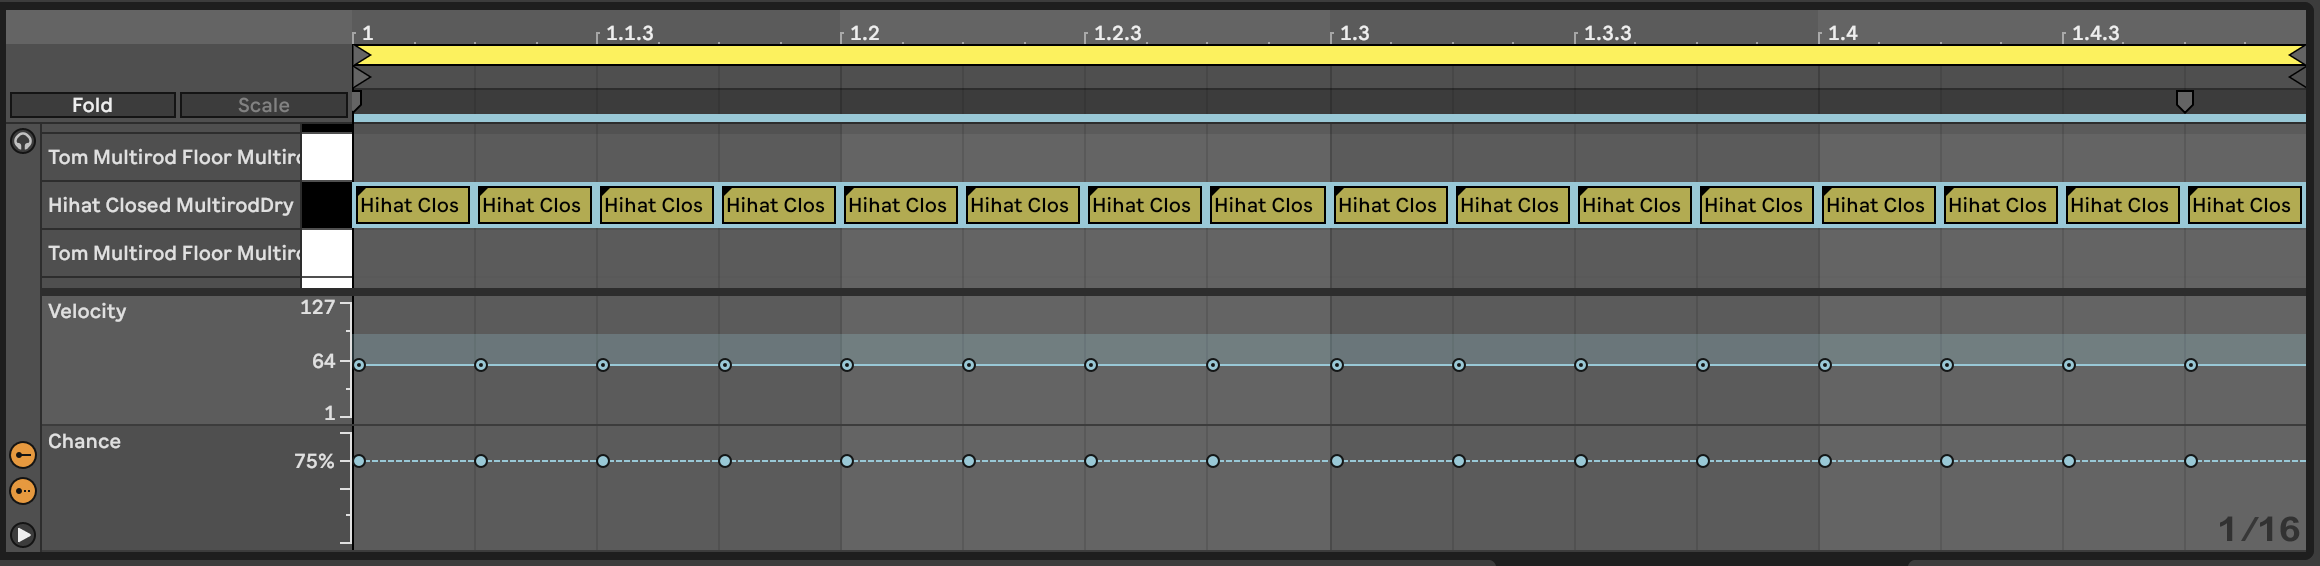 1 1.1.3 1.2 1.2.3 1.3 1.3.3 1.4 1.4.3
Fold Scale
Tom Multirod Floor Multiro
Hihat Closed MultirodDry Hihat Clos Hihat Clos Hihat Clos Hihat Clos Hihat Clos Hihat Clos Hihat Clos Hihat Clos Hihat Clos Hihat Clos Hihat Clos Hihat Clos Hihat Clos Hihat Clos Hihat Clos Hihat Clos
Tom Multirod Floor Multiro
Velocity 127
64
1
Chance
75%
1/16